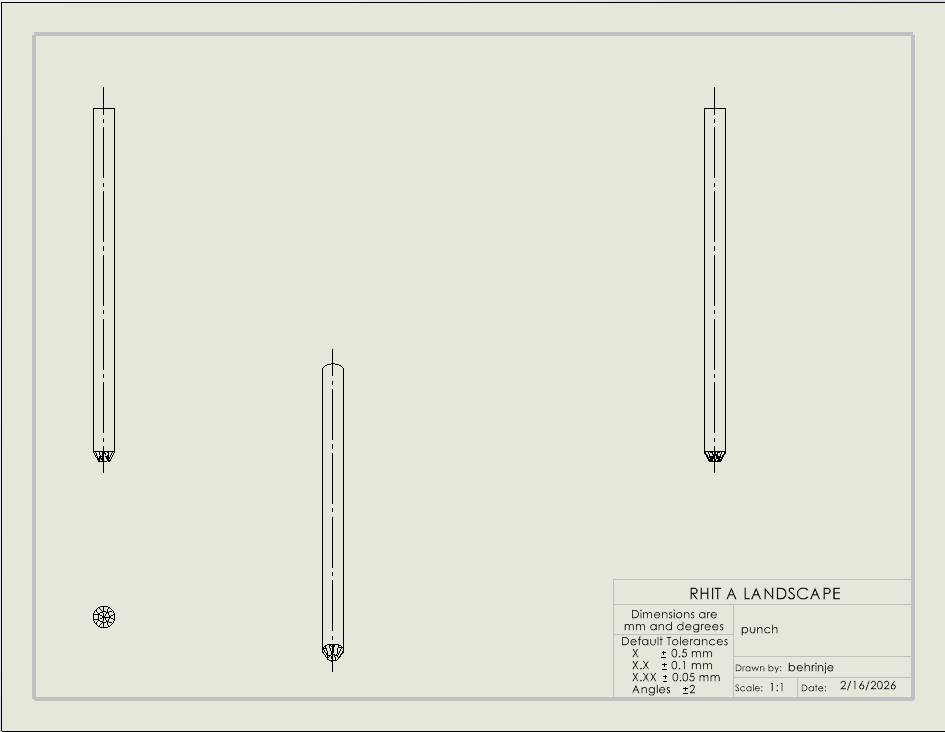 RHIT A LANDSCAPE
Dimensions are
mm and degrees
Default Tolerances
X ± 0.5 mm
X.X ± 0.1 mm
X.XX ± 0.05 mm
Angles ±2
punch
Drawn by: behrinje
Scale: 1:1 Date: 2/16/2026